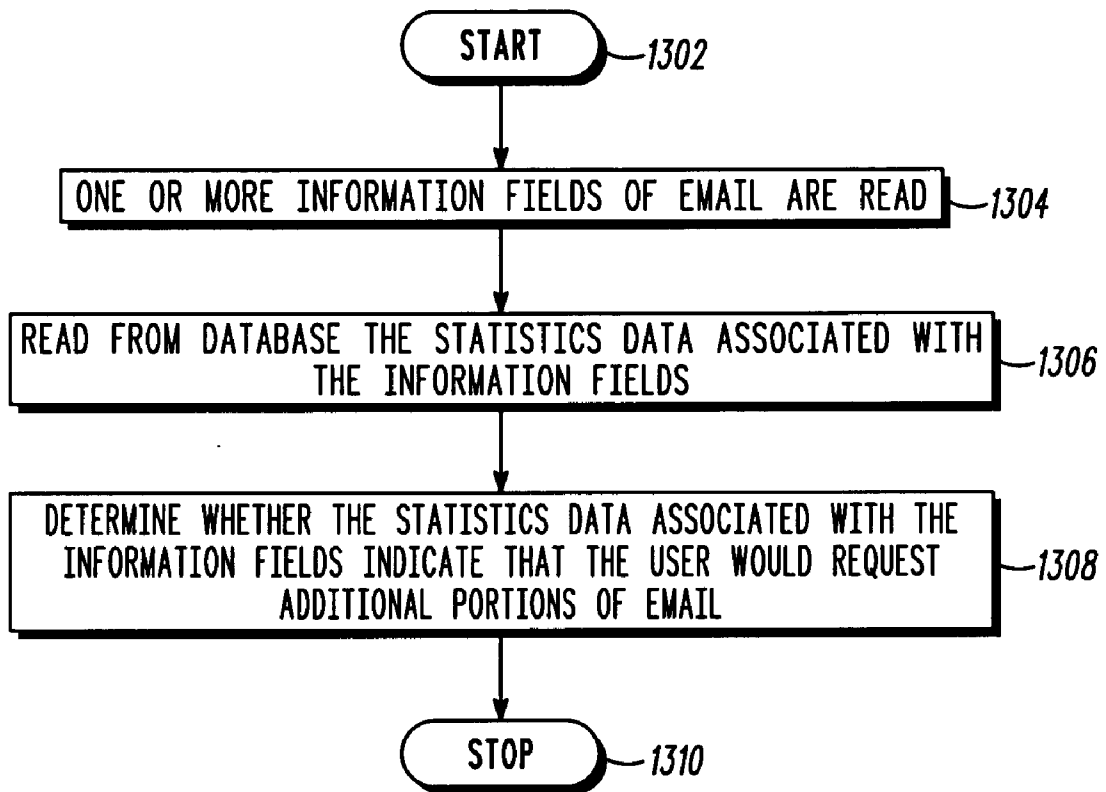 START
1302
ONE OR MORE INFORMATION FIELDS OF EMAIL ARE READ
1304
READ FROM DATABASE THE STATISTICS DATA ASSOCIATED WITH
THE INFORMATION FIELDS
1306
DETERMINE WHETHER THE STATISTICS DATA ASSOCIATED WITH THE
INFORMATION FIELDS INDICATE THAT THE USER WOULD REQUEST
ADDITIONAL PORTIONS OF EMAIL
1308
STOP
1310